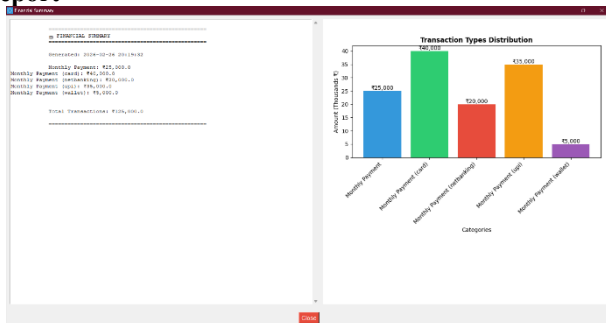 Finance Summary
FINANCIAL SUMMARY
Monthly Payment: ₹25,000.0
Monthly Payment (card): ₹40,000.0
Monthly Payment (netbanking): ₹20,000.0
Monthly Payment (upi): ₹35,000.0
Monthly Payment (wallet): ₹5,000.0
Total Transactions: ₹125,000.0
Transaction Types Distribution
Amount (Thousands ₹)
40
35
30
25
20
15
10
5
0
₹25,000
₹40,000
₹20,000
₹35,000
₹5,000
Monthly Payment
Monthly Payment (card)
Monthly Payment (netbanking)
Monthly Payment (upi)
Monthly Payment (wallet)
Categories
Close